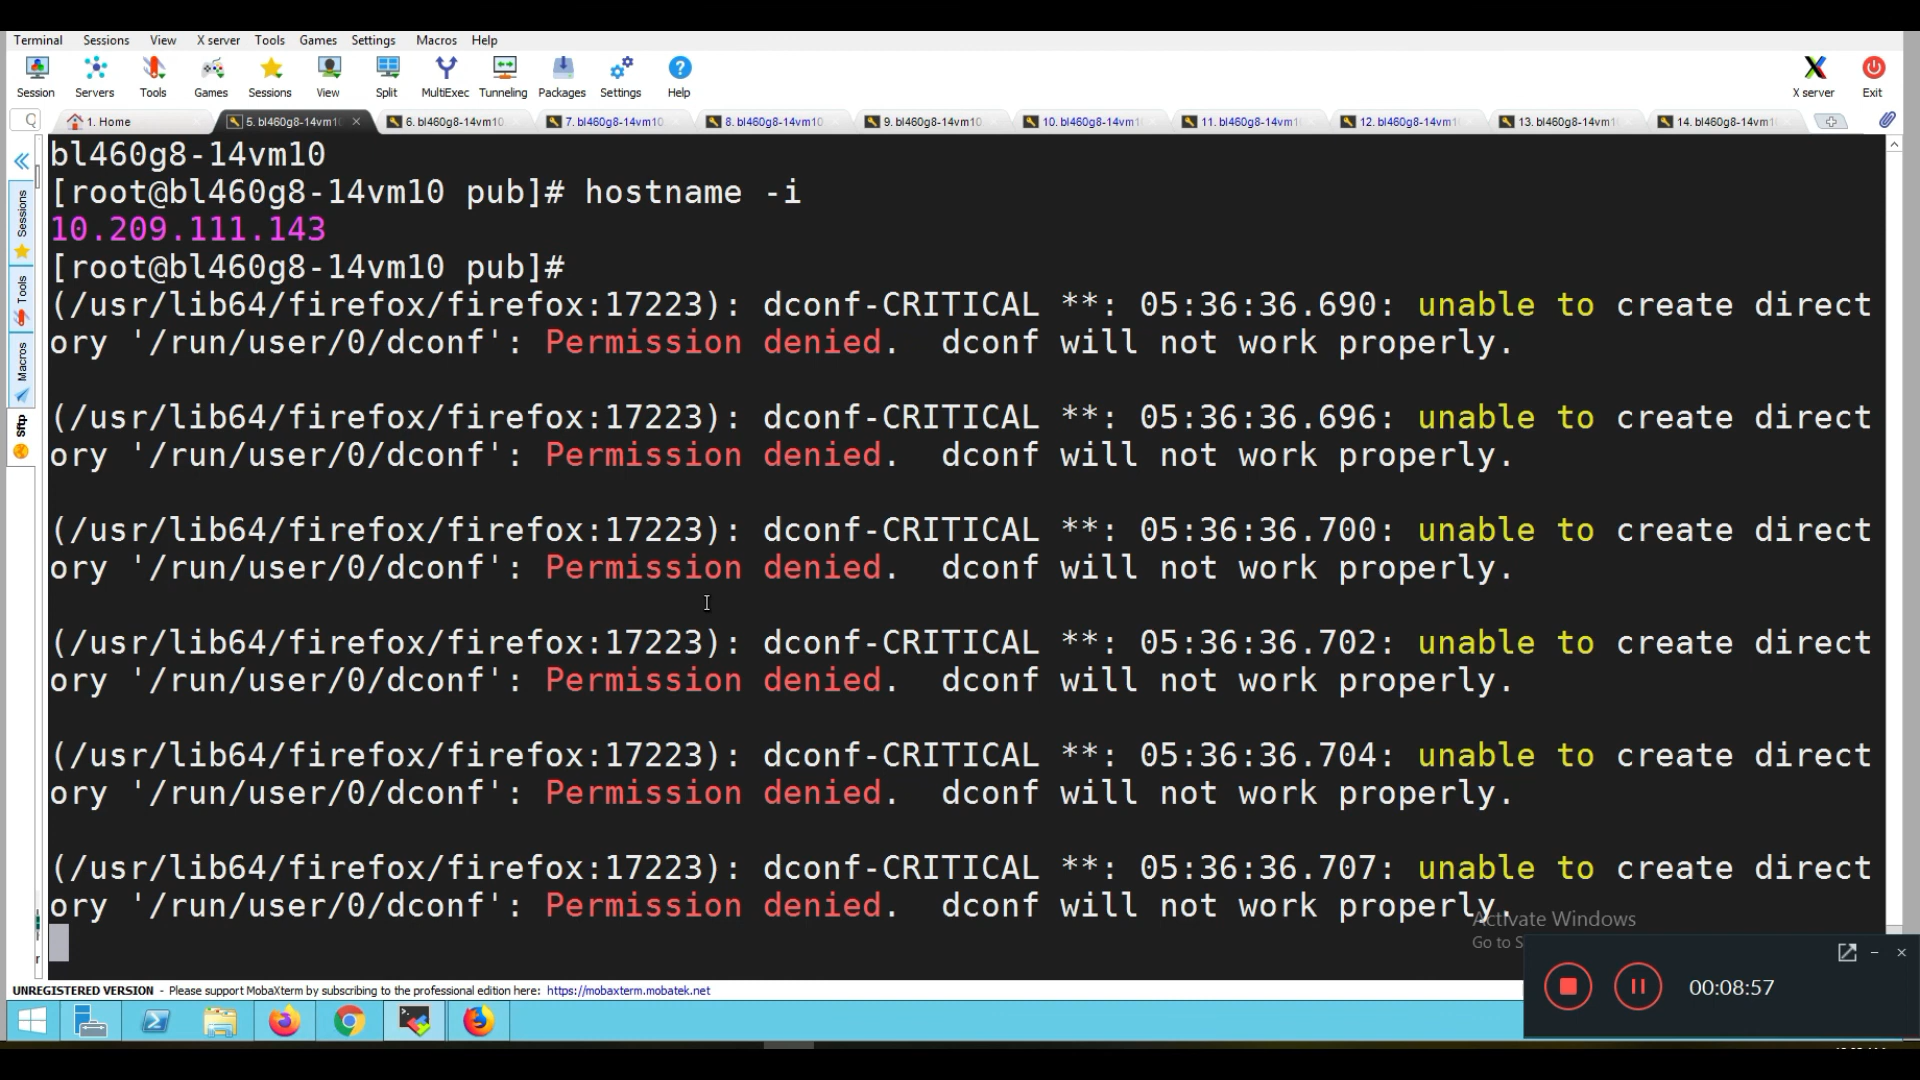 Terminal Sessions View X server Tools Games Settings Macros Help
Session Servers Tools Games Sessions View Split MultiExec Tunneling Packages Settings Help X server Exit
1. Home 5. bl460g8-14vm1 6. bl460g8-14vm10 7. bl460g8-14vm10 8. bl460g8-14vm10 9. bl460g8-14vm10 10. bl460g8-14vm 11. bl460g8-14vm1 12. bl460g8-14vm 13. bl460g8-14vm 14. bl460g8-14vm1
Sessions
Tools
Macros
Sftp
bl460g8-14vm10
[root@bl460g8-14vm10 pub]# hostname -i
10.209.111.143
[root@bl460g8-14vm10 pub]#
(/usr/lib64/firefox/firefox:17223): dconf-CRITICAL **: 05:36:36.690: unable to create direct
ory '/run/user/0/dconf': Permission denied.  dconf will not work properly.
(/usr/lib64/firefox/firefox:17223): dconf-CRITICAL **: 05:36:36.696: unable to create direct
ory '/run/user/0/dconf': Permission denied.  dconf will not work properly.
(/usr/lib64/firefox/firefox:17223): dconf-CRITICAL **: 05:36:36.700: unable to create direct
ory '/run/user/0/dconf': Permission denied.  dconf will not work properly.
(/usr/lib64/firefox/firefox:17223): dconf-CRITICAL **: 05:36:36.702: unable to create direct
ory '/run/user/0/dconf': Permission denied.  dconf will not work properly.
(/usr/lib64/firefox/firefox:17223): dconf-CRITICAL **: 05:36:36.704: unable to create direct
ory '/run/user/0/dconf': Permission denied.  dconf will not work properly.
(/usr/lib64/firefox/firefox:17223): dconf-CRITICAL **: 05:36:36.707: unable to create direct
ory '/run/user/0/dconf': Permission denied.  dconf will not work properly.
Activate Windows
Go to S
00:08:57
UNREGISTERED VERSION - Please support MobaXterm by subscribing to the professional edition here: https://mobaxterm.mobatek.net